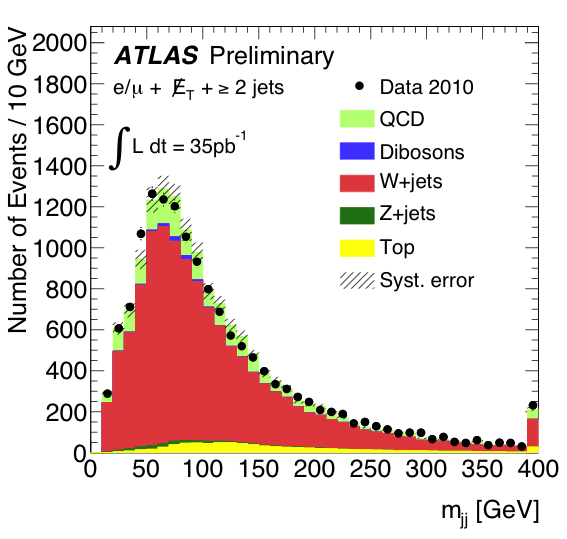 ATLAS Preliminary
e/μ + E̸_T + ≥ 2 jets
∫ L dt = 35pb⁻¹
Data 2010
QCD
Dibosons
W+jets
Z+jets
Top
Syst. error
Number of Events / 10 GeV
2000
1800
1600
1400
1200
1000
800
600
400
200
0
0 50 100 150 200 250 300 350 400
m_jj [GeV]